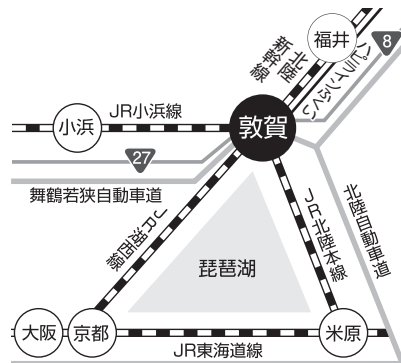 福井
8
北陸
新幹線
ハピラインふくい
JR小浜線
小浜
敦賀
27
舞鶴若狭自動車道
JR湖西線
JR北陸本線
北陸自動車道
琵琶湖
大阪
京都
米原
JR東海道線